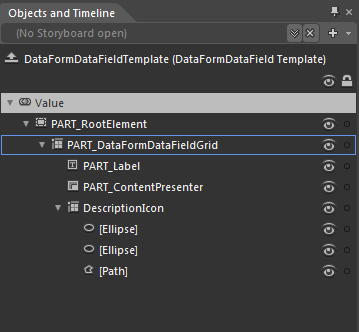 Objects and Timeline
(No Storyboard open)
DataFormDataFieldTemplate (DataFormDataField Template)
Value
PART_RootElement
PART_DataFormDataFieldGrid
PART_Label
PART_ContentPresenter
DescriptionIcon
[Ellipse]
[Ellipse]
[Path]